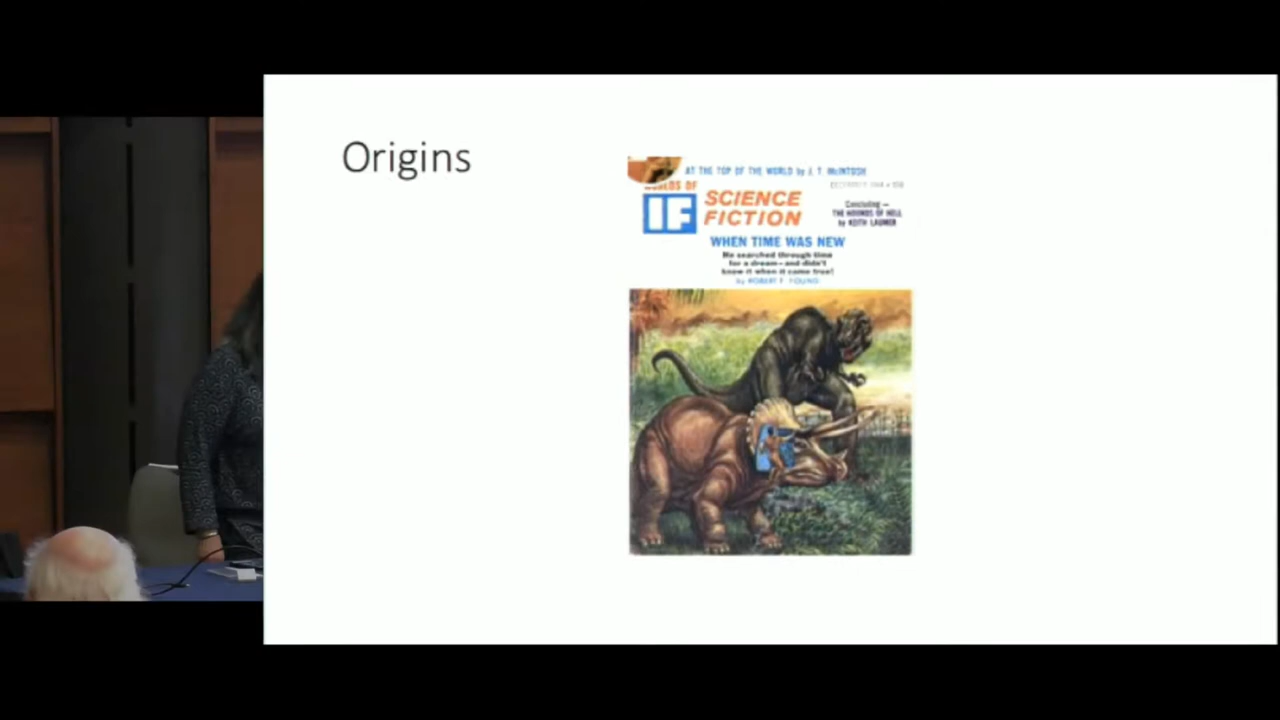 Origins
AT THE TOP OF THE WORLD by J. T. McINTOSH
WORLDS OF
IF
SCIENCE
FICTION
Concluding—
THE HOUNDS OF HELL
by KEITH LAUMER
WHEN TIME WAS NEW
He searched through time
for a dream—and didn't
know it when it came true!
by ROBERT F. YOUNG